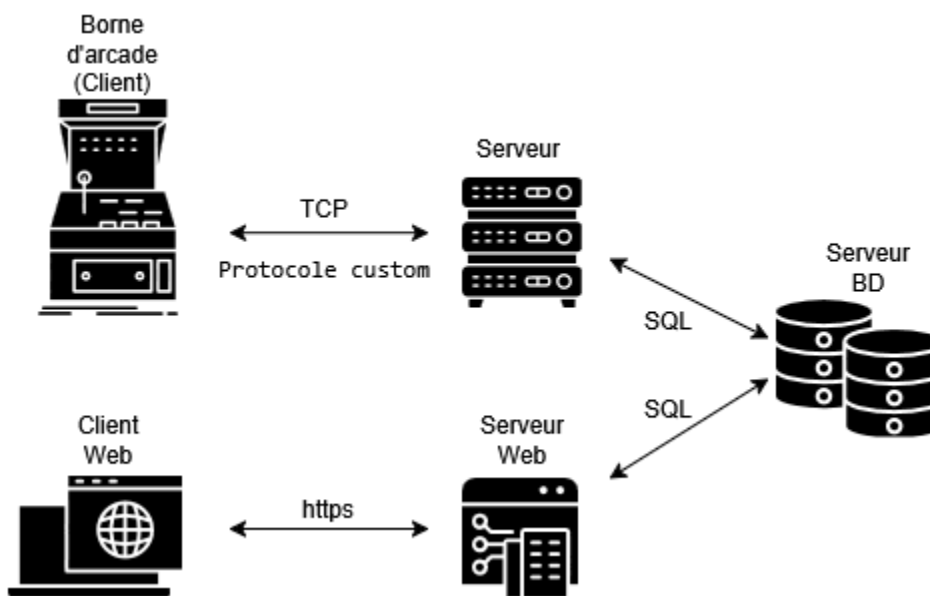 Borne
d'arcade
(Client)
Serveur
TCP
Protocole custom
Serveur
BD
SQL
SQL
Client
Web
Serveur
Web
https